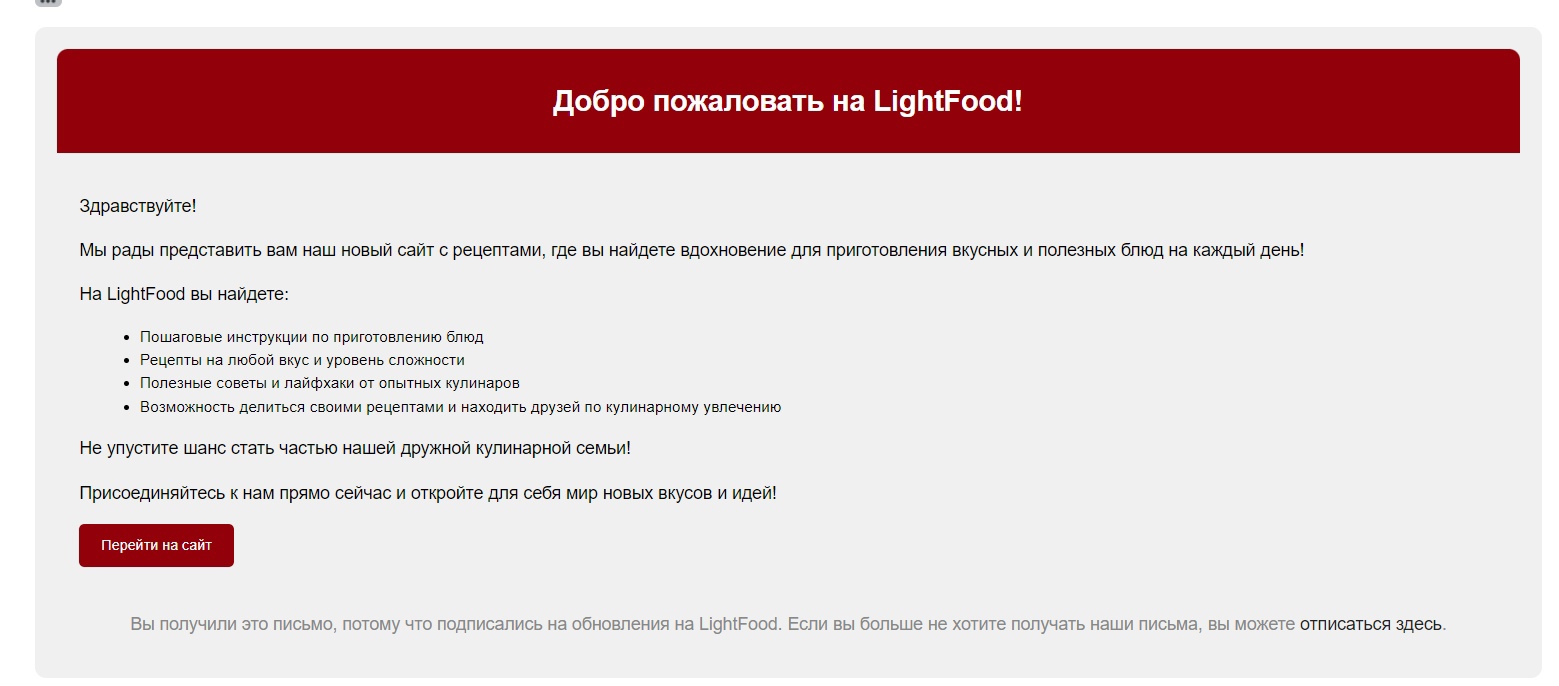 Добро пожаловать на LightFood!
Здравствуйте!
Мы рады представить вам наш новый сайт с рецептами, где вы найдете вдохновение для приготовления вкусных и полезных блюд на каждый день!
На LightFood вы найдете:
• Пошаговые инструкции по приготовлению блюд
• Рецепты на любой вкус и уровень сложности
• Полезные советы и лайфхаки от опытных кулинаров
• Возможность делиться своими рецептами и находить друзей по кулинарному увлечению
Не упустите шанс стать частью нашей дружной кулинарной семьи!
Присоединяйтесь к нам прямо сейчас и откройте для себя мир новых вкусов и идей!
Перейти на сайт
Вы получили это письмо, потому что подписались на обновления на LightFood. Если вы больше не хотите получать наши письма, вы можете отписаться здесь.